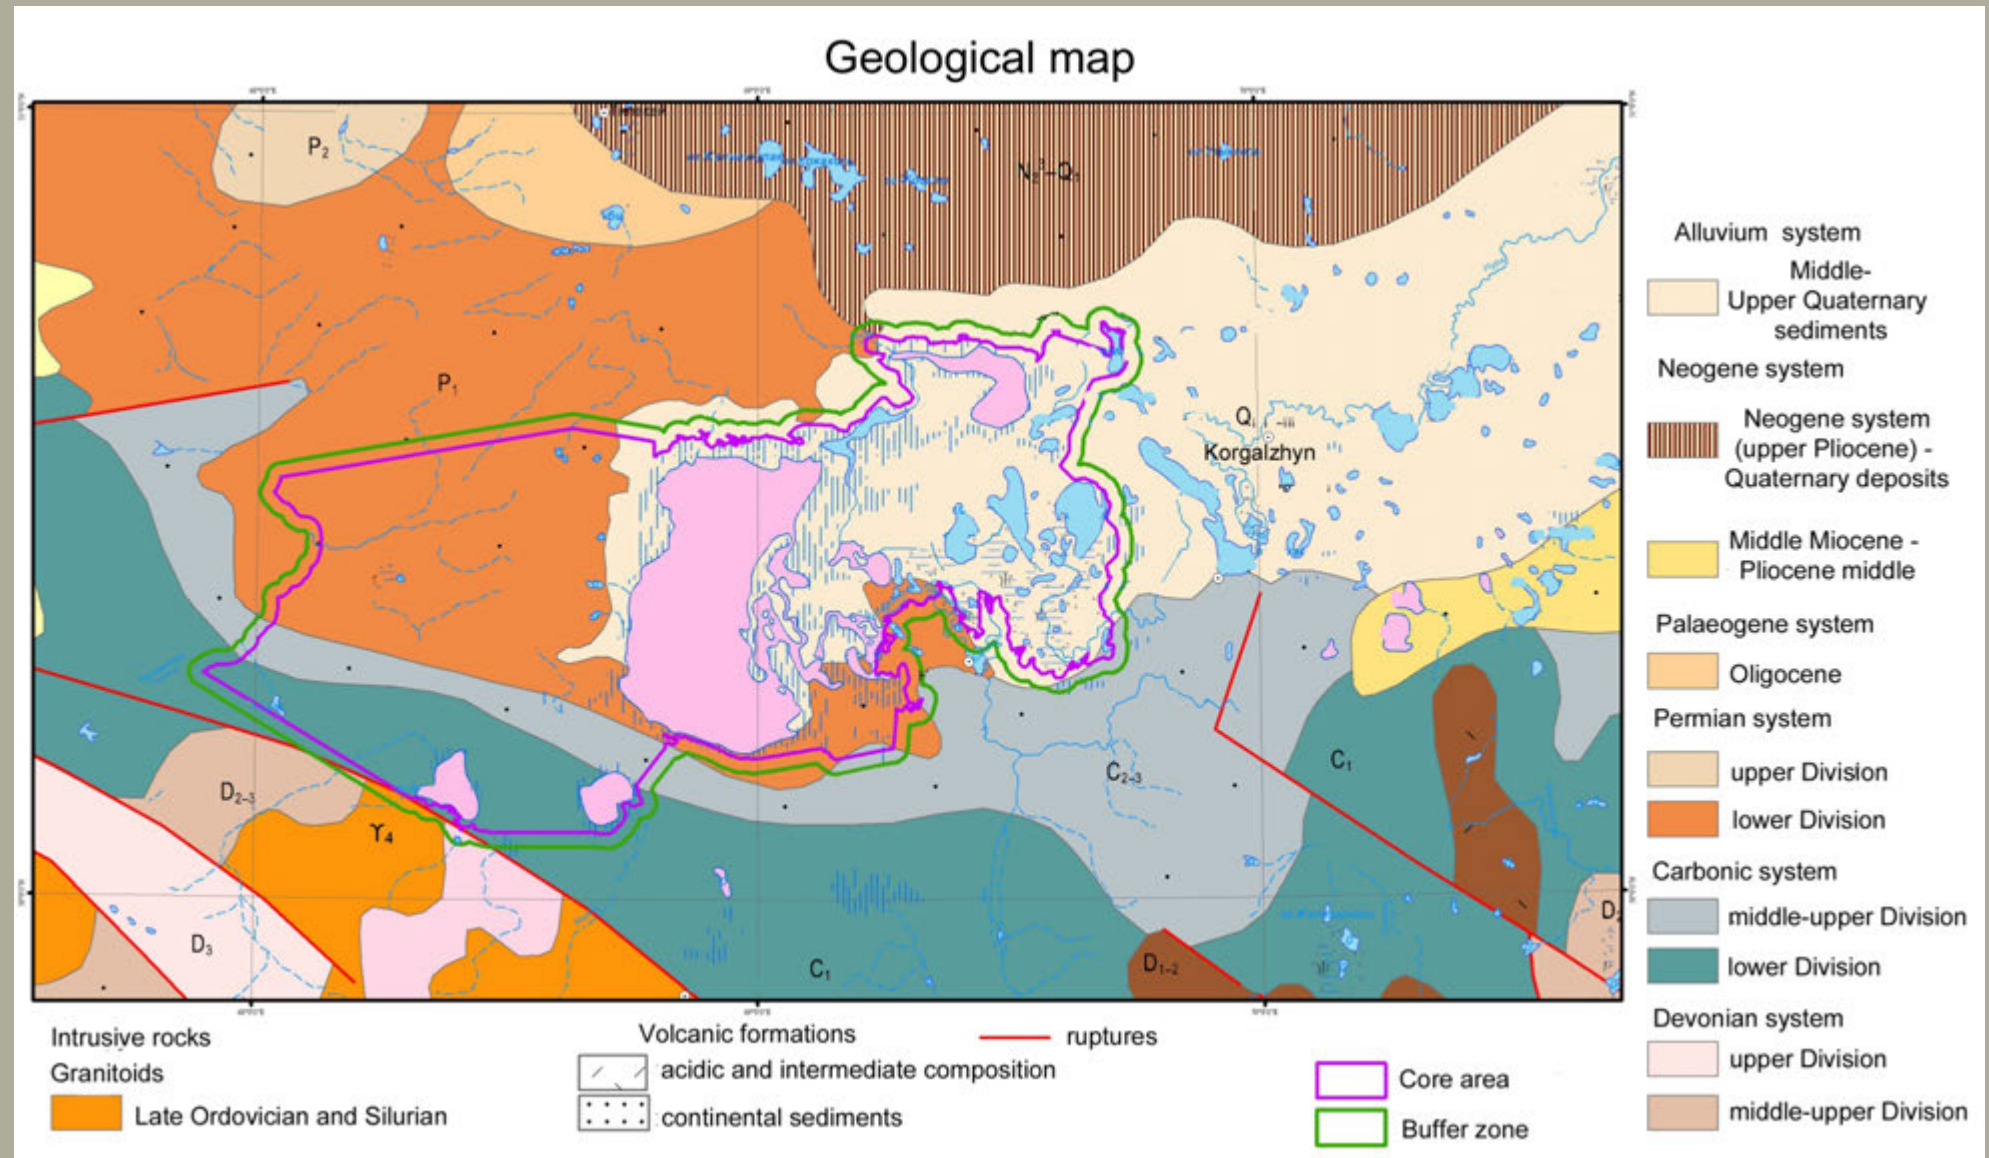 Geological map
P2
N₂³–Q₁
P1
Q
Korgalzhyn
C2-3
C1
D2-3
ϒ4
D3
C1
D1-2
D2
Alluvium system
Middle-
Upper Quaternary
sediments
Neogene system
Neogene system
(upper Pliocene) -
Quaternary deposits
Middle Miocene -
Pliocene middle
Palaeogene system
Oligocene
Permian system
upper Division
lower Division
Carbonic system
middle-upper Division
lower Division
Devonian system
upper Division
middle-upper Division
Intrusive rocks
Granitoids
Late Ordovician and Silurian
Volcanic formations
acidic and intermediate composition
continental sediments
ruptures
Core area
Buffer zone